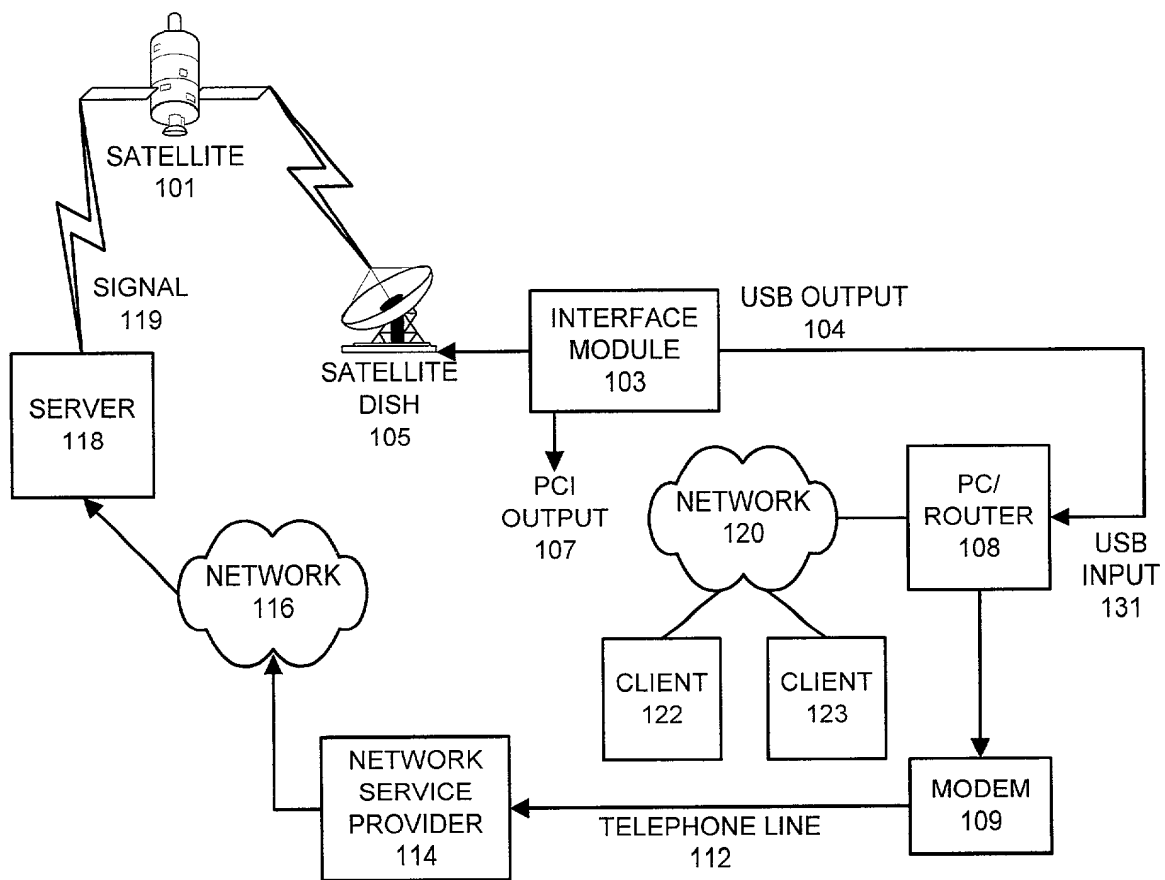 SATELLITE
101
SIGNAL
119
SERVER
118
SATELLITE
DISH
105
INTERFACE
MODULE
103
USB OUTPUT
104
PCI
OUTPUT
107
NETWORK
120
PC/
ROUTER
108
USB
INPUT
131
NETWORK
116
CLIENT
122
CLIENT
123
NETWORK
SERVICE
PROVIDER
114
TELEPHONE LINE
112
MODEM
109